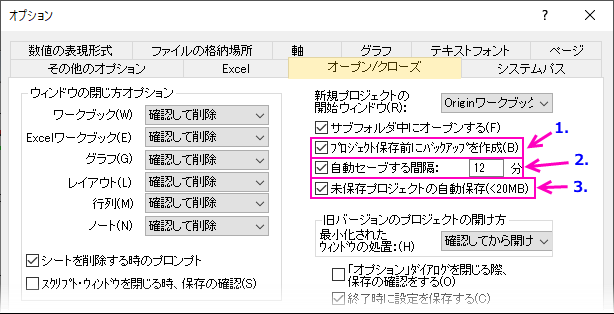 オプション
? ×
数値の表現形式 ファイルの格納場所 軸 グラフ テキストフォント ページ
その他のオプション Excel オープン/クローズ システムパス
ウィンドウの閉じ方オプション
ワークブック(W) 確認して削除
Excelワークブック(E) 確認して削除
グラフ(G) 確認して削除
レイアウト(L) 確認して削除
行列(M) 確認して削除
ノート(N) 確認して削除
シートを削除する時のプロンプト
スクリプト・ウィンドウを閉じる時、保存の確認(S)
新規プロジェクトの
開始ウィンドウ(R): Originワークブック
サブフォルダ中にオープンする(F)
プロジェクト保存前にバックアップを作成(B) 1.
自動セーブする間隔: 12 分 2.
未保存プロジェクトの自動保存(<20MB) 3.
旧バージョンのプロジェクトの開け方
最小化された
ウィンドウの処置:(H) 確認してから開け
「オプション」ダイアログを閉じる際、
保存の確認をする(O)
終了時に設定を保存する(C)